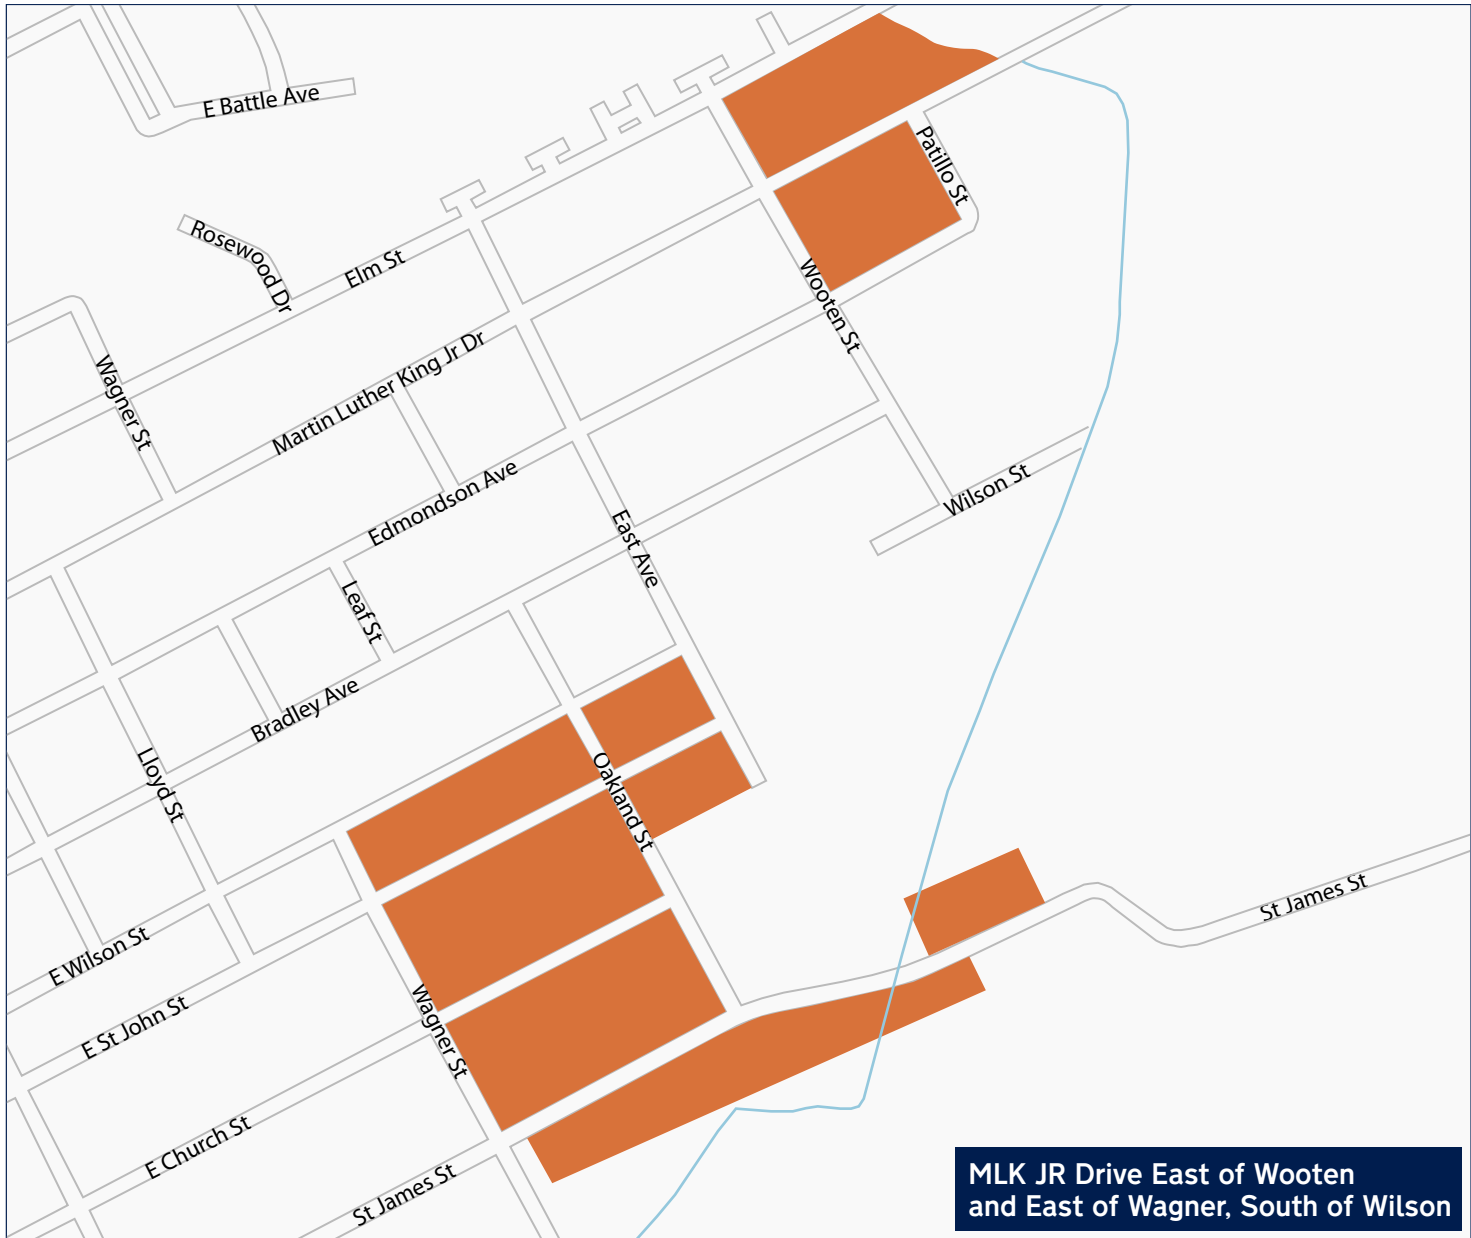 E Battle Ave
Patillo St
Rosewood Dr
Elm St
Wooten St
Wagner St
Martin Luther King Jr Dr
Edmondson Ave
Wilson St
East Ave
Leaf St
Bradley Ave
Lloyd St
Oakland St
St James St
E Wilson St
E St John St
Wagner St
E Church St
St James St
MLK JR Drive East of Wooten
and East of Wagner, South of Wilson